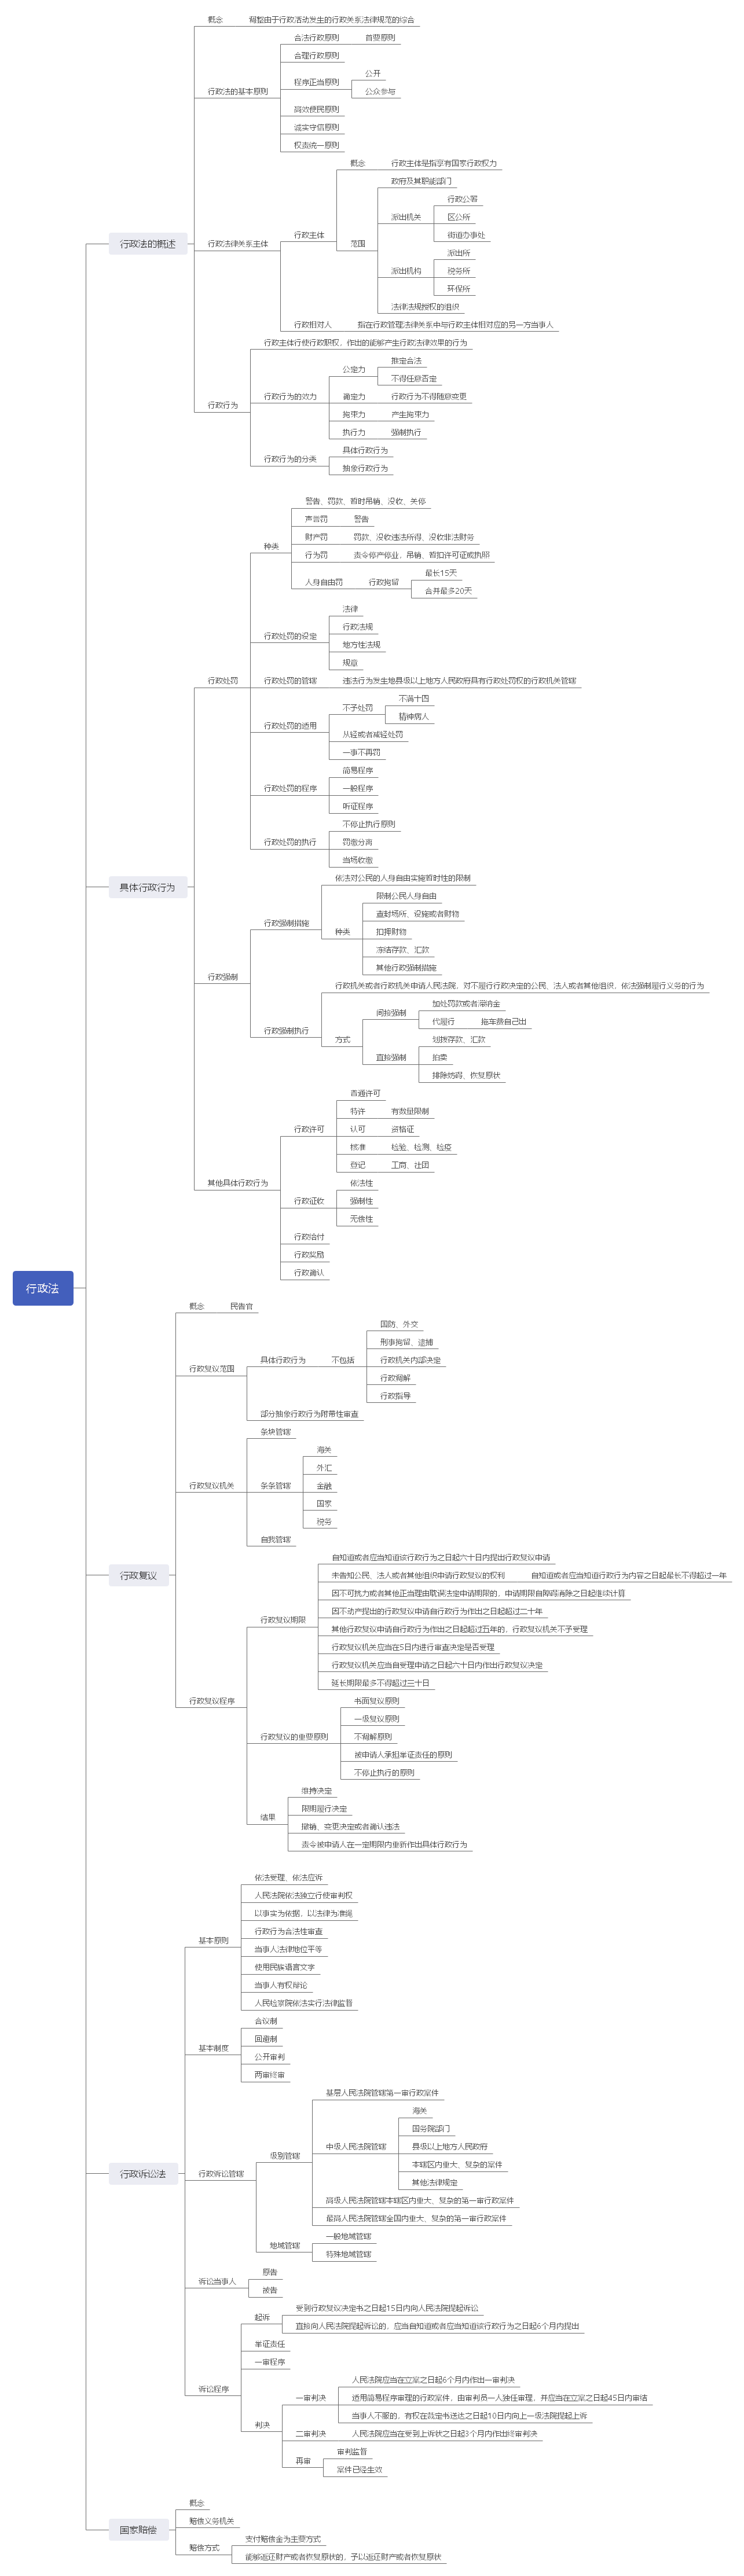 行政法
行政法的概述
概念
调整由于行政活动发生的行政关系法律规范的综合
行政法的基本原则
合法行政原则
首要原则
合理行政原则
程序正当原则
公开
公众参与
高效便民原则
诚实守信原则
权责统一原则
行政法律关系主体
行政主体
概念
行政主体是指享有国家行政权力
范围
政府及其职能部门
派出机关
行政公署
区公所
街道办事处
派出机构
派出所
税务所
环保所
法律法规授权的组织
行政相对人
指在行政管理法律关系中与行政主体相对应的另一方当事人
行政行为
行政主体行使行政职权，作出的能够产生行政法律效果的行为
行政行为的效力
公定力
推定合法
不得任意否定
确定力
行政行为不得随意变更
拘束力
产生拘束力
执行力
强制执行
行政行为的分类
具体行政行为
抽象行政行为
具体行政行为
行政处罚
种类
警告、罚款、暂时吊销、没收、关停
声誉罚
警告
财产罚
罚款、没收违法所得、没收非法财务
行为罚
责令停产停业，吊销、暂扣许可证或执照
人身自由罚
行政拘留
最长15天
合并最多20天
行政处罚的设定
法律
行政法规
地方性法规
规章
行政处罚的管辖
违法行为发生地县级以上地方人民政府具有行政处罚权的行政机关管辖
行政处罚的适用
不予处罚
不满十四
精神病人
从轻或者减轻处罚
一事不再罚
行政处罚的程序
简易程序
一般程序
听证程序
行政处罚的执行
不停止执行原则
罚缴分离
当场收缴
行政强制
行政强制措施
依法对公民的人身自由实施暂时性的限制
种类
限制公民人身自由
查封场所、设施或者财物
扣押财物
冻结存款、汇款
其他行政强制措施
行政强制执行
行政机关或者行政机关申请人民法院，对不履行行政决定的公民、法人或者其他组织，依法强制履行义务的行为
方式
间接强制
加处罚款或者滞纳金
代履行
拖车费自己出
直接强制
划拨存款、汇款
拍卖
排除妨碍、恢复原状
其他具体行政行为
行政许可
普通许可
特许
有数量限制
认可
资格证
核准
检验、检测、检疫
登记
工商、社团
行政征收
依法性
强制性
无偿性
行政给付
行政奖励
行政确认
行政复议
概念
民告官
行政复议范围
具体行政行为
不包括
国防、外交
刑事拘留、逮捕
行政机关内部决定
行政调解
行政指导
部分抽象行政行为附带性审查
行政复议机关
条块管辖
条条管辖
海关
外汇
金融
国家
税务
自我管辖
行政复议程序
行政复议期限
自知道或者应当知道该行政行为之日起六十日内提出行政复议申请
未告知公民、法人或者其他组织申请行政复议的权利
自知道或者应当知道行政行为内容之日起最长不得超过一年
因不可抗力或者其他正当理由耽误法定申请期限的，申请期限自障碍消除之日起继续计算
因不动产提出的行政复议申请自行政行为作出之日起超过二十年
其他行政复议申请自行政行为作出之日起超过五年的，行政复议机关不予受理
行政复议机关应当在5日内进行审查决定是否受理
行政复议机关应当自受理申请之日起六十日内作出行政复议决定
延长期限最多不得超过三十日
行政复议的重要原则
书面复议原则
一级复议原则
不调解原则
被申请人承担举证责任的原则
不停止执行的原则
结果
维持决定
限期履行决定
撤销、变更决定或者确认违法
责令被申请人在一定期限内重新作出具体行政行为
行政诉讼法
基本原则
依法受理、依法应诉
人民法院依法独立行使审判权
以事实为依据，以法律为准绳
行政行为合法性审查
当事人法律地位平等
使用民族语言文字
当事人有权辩论
人民检察院依法实行法律监督
基本制度
合议制
回避制
公开审判
两审终审
行政诉讼管辖
级别管辖
基层人民法院管辖第一审行政案件
中级人民法院管辖
海关
国务院部门
县级以上地方人民政府
本辖区内重大、复杂的案件
其他法律规定
高级人民法院管辖本辖区内重大、复杂的第一审行政案件
最高人民法院管辖全国内重大、复杂的第一审行政案件
地域管辖
一般地域管辖
特殊地域管辖
诉讼当事人
原告
被告
诉讼程序
起诉
受到行政复议决定书之日起15日内向人民法院提起诉讼
直接向人民法院提起诉讼的，应当自知道或者应当知道该行政行为之日起6个月内提出
举证责任
一审程序
判决
一审判决
人民法院应当在立案之日起6个月内作出一审判决
适用简易程序审理的行政案件，由审判员一人独任审理，并应当在立案之日起45日内审结
当事人不服的，有权在裁定书送达之日起10日内向上一级法院提起上诉
二审判决
人民法院应当在受到上诉状之日起3个月内作出终审判决
再审
审判监督
案件已经生效
国家赔偿
概念
赔偿义务机关
赔偿方式
支付赔偿金为主要方式
能够返还财产或者恢复原状的，予以返还财产或者恢复原状